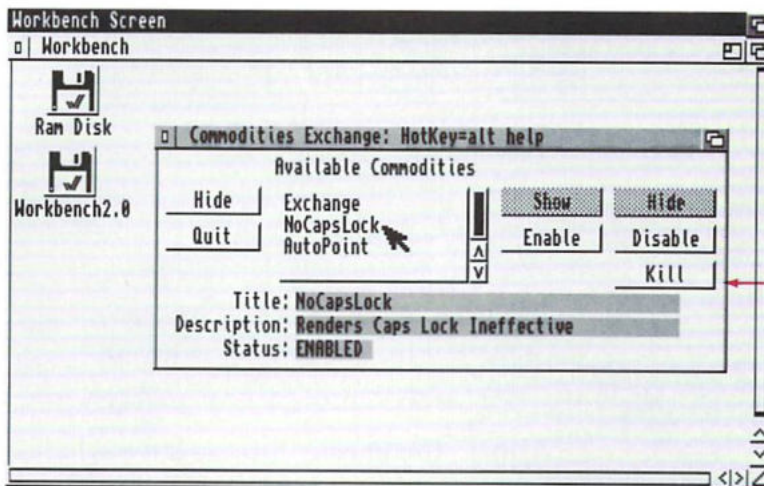 Workbench Screen
Workbench
Ram Disk
Workbench2.0
Commodities Exchange: HotKey=alt help
Available Commodities
Hide
Quit
Exchange
NoCapsLock
AutoPoint
Show
Hide
Enable
Disable
Kill
Title: NoCapsLock
Description: Renders Caps Lock Ineffective
Status: ENABLED